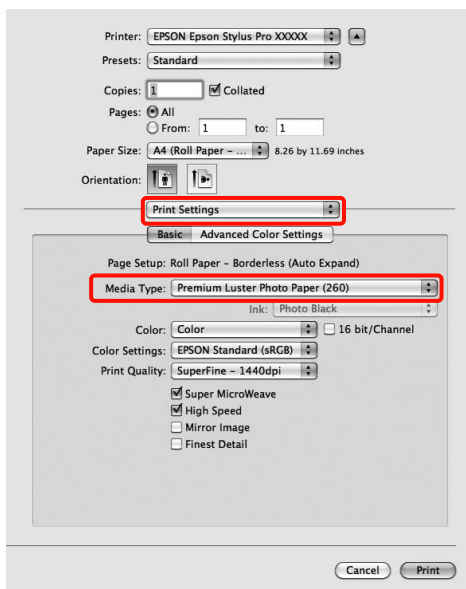 Printer: EPSON Epson Stylus Pro XXXXX
Presets: Standard
Copies: 1 Collated
Pages: All
From: 1 to: 1
Paper Size: A4 (Roll Paper – ... 8.26 by 11.69 inches
Orientation:
Print Settings
Basic Advanced Color Settings
Page Setup: Roll Paper – Borderless (Auto Expand)
Media Type: Premium Luster Photo Paper (260)
Ink: Photo Black
Color: Color 16 bit/Channel
Color Settings: EPSON Standard (sRGB)
Print Quality: SuperFine – 1440dpi
Super MicroWeave
High Speed
Mirror Image
Finest Detail
Cancel Print